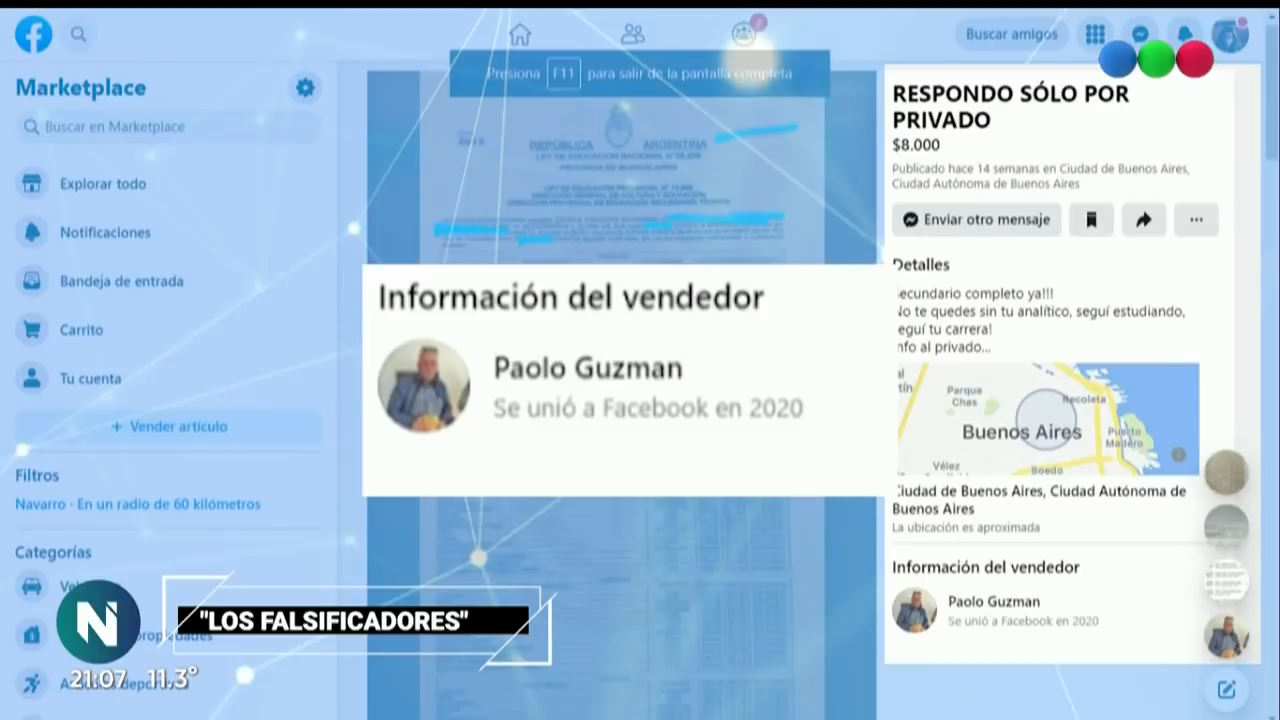 Buscar amigos
Marketplace
Buscar en Marketplace
Explorar todo
Notificaciones
Bandeja de entrada
Carrito
Tu cuenta
+ Vender artículo
Filtros
Navarro · En un radio de 60 kilómetros
Categorías
Presiona F11 para salir de la pantalla completa
REPÚBLICA ARGENTINA
Información del vendedor
Paolo Guzman
Se unió a Facebook en 2020
RESPONDO SÓLO POR
PRIVADO
$8.000
Publicado hace 14 semanas en Ciudad de Buenos Aires,
Ciudad Autónoma de Buenos Aires
Enviar otro mensaje
Detalles
ecundario completo ya!!!
No te quedes sin tu analítico, seguí estudiando,
eguí tu carrera!
nfo al privado...
Parque
Chas
Recoleta
Buenos Aires
Puerto
Madero
Vélez
Boedo
Ciudad de Buenos Aires, Ciudad Autónoma de
Buenos Aires
La ubicación es aproximada
Información del vendedor
Paolo Guzman
Se unió a Facebook en 2020
N
"LOS FALSIFICADORES"
21:07 11.3°